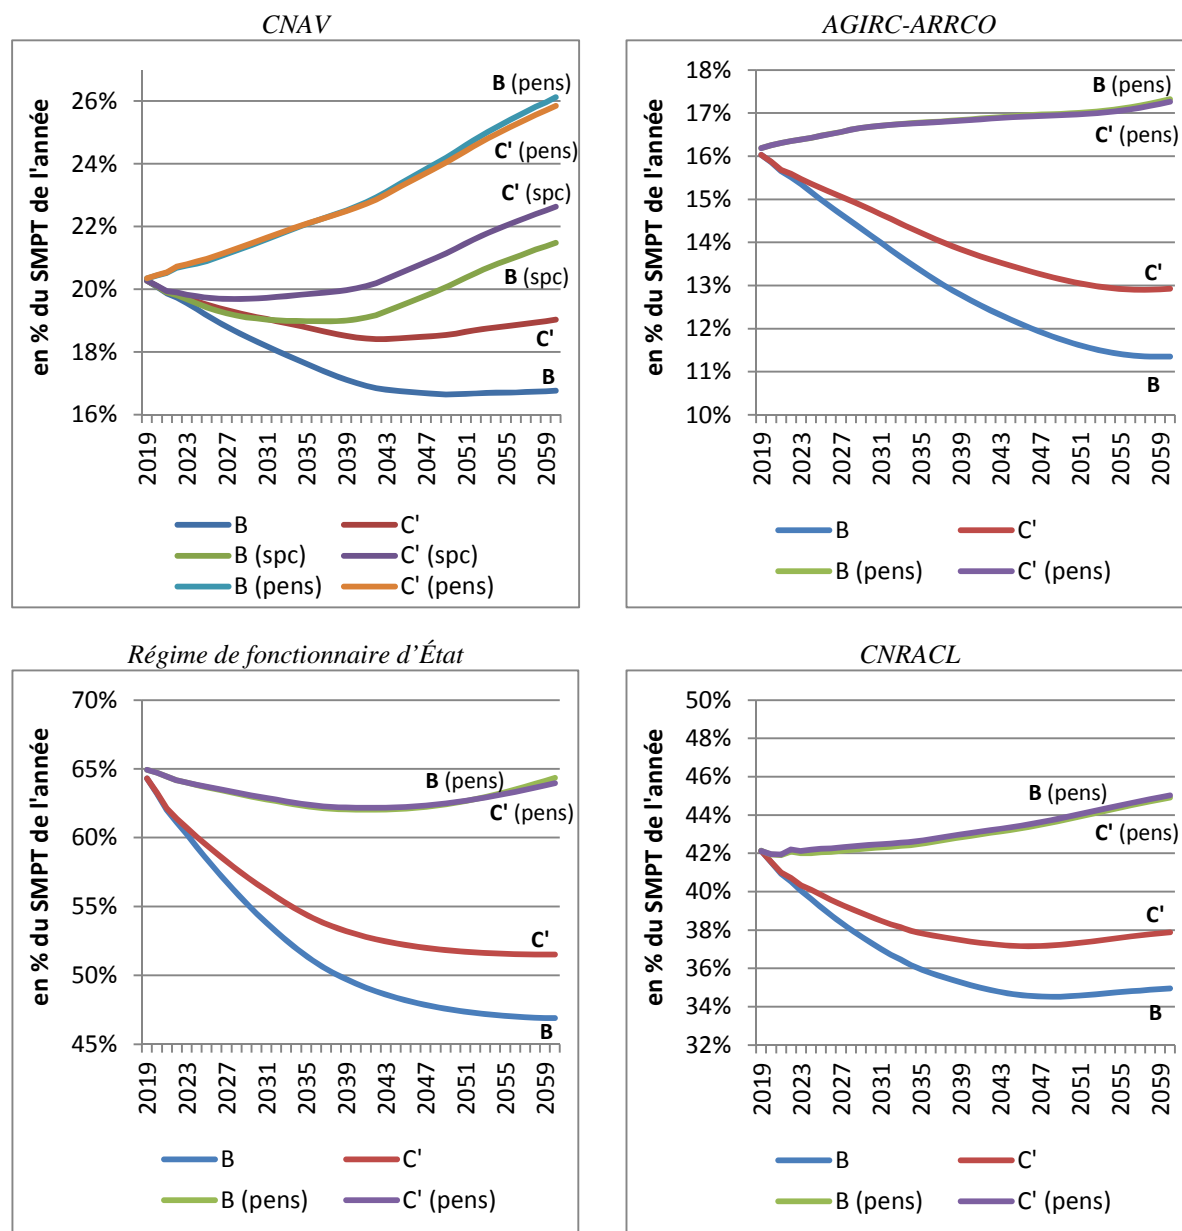 CNAV
en % du SMPT de l'année
26%
24%
22%
20%
18%
16%
B (pens)
C' (pens)
C' (spc)
B (spc)
C'
B
2019
2023
2027
2031
2035
2039
2043
2047
2051
2055
2059
B
C'
B (spc)
C' (spc)
B (pens)
C' (pens)
AGIRC-ARRCO
en % du SMPT de l'année
18%
17%
16%
15%
14%
13%
12%
11%
10%
B (pens)
C' (pens)
C'
B
2019
2023
2027
2031
2035
2039
2043
2047
2051
2055
2059
B
C'
B (pens)
C' (pens)
Régime de fonctionnaire d'État
en % du SMPT de l'année
70%
65%
60%
55%
50%
45%
B (pens)
C' (pens)
C'
B
2019
2023
2027
2031
2035
2039
2043
2047
2051
2055
2059
B
C'
B (pens)
C' (pens)
CNRACL
en % du SMPT de l'année
50%
48%
46%
44%
42%
40%
38%
36%
34%
32%
B (pens)
C' (pens)
C'
B
2019
2023
2027
2031
2035
2039
2043
2047
2051
2055
2059
B
C'
B (pens)
C' (pens)